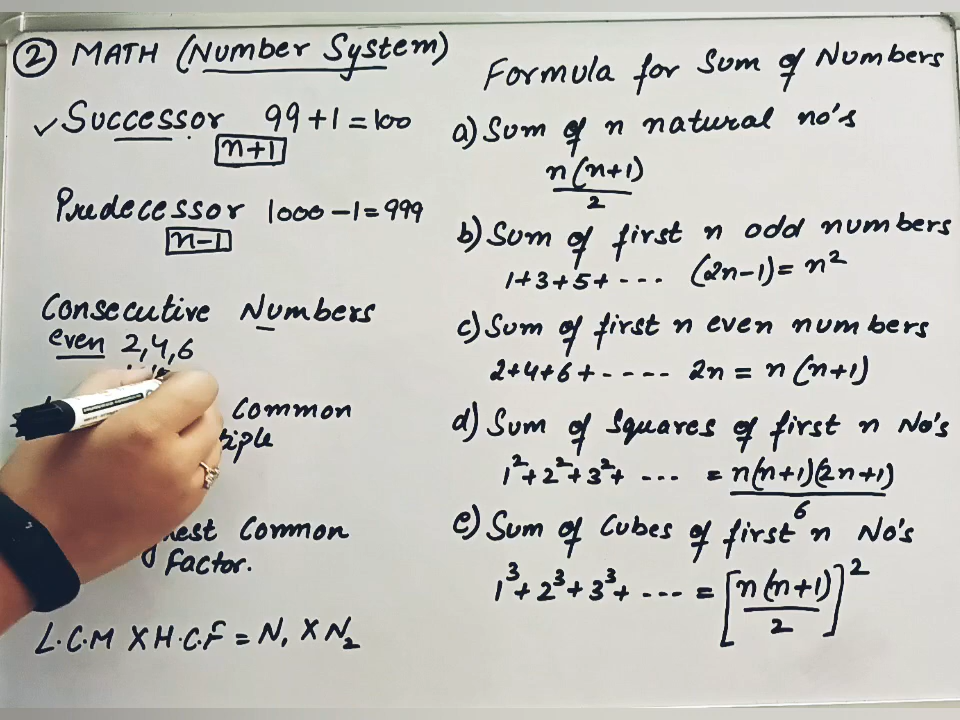 ② MATH (Number System)
✓ Successor 99+1=100
n+1
Predecessor 1000-1=999
n-1
Consecutive Numbers
even 2,4,6
Common
Common
Factor.
L.C.M X H.C.F = N₁ X N₂
Formula for Sum of Numbers
a) Sum of n natural no's
n(n+1)
2
b) Sum of first n odd numbers
1+3+5+ --- (2n-1)= n²
c) Sum of first n even numbers
2+4+6+ ---- 2n = n(n+1)
d) Sum of Squares of first n No's
1²+2²+3²+ --- = n(n+1)(2n+1)
6
e) Sum of Cubes of first n No's
1³+2³+3³+ --- = [n(n+1)]²
2